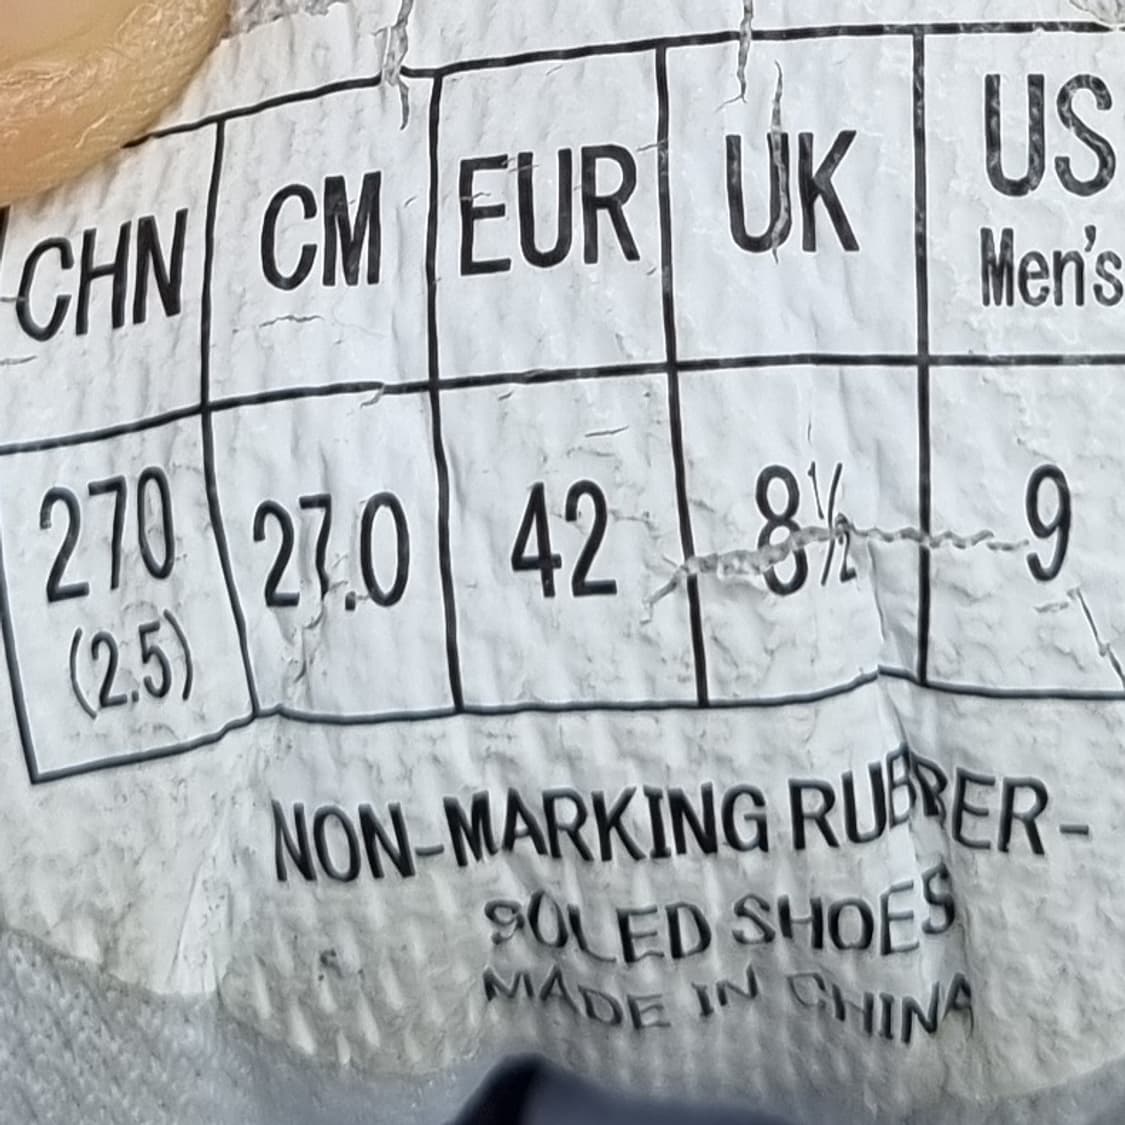 CHN CM EUR UK US
Men's
270 27.0 42 8½ 9
(2.5)
NON-MARKING RUBBER-
SOLED SHOES
MADE IN CHINA